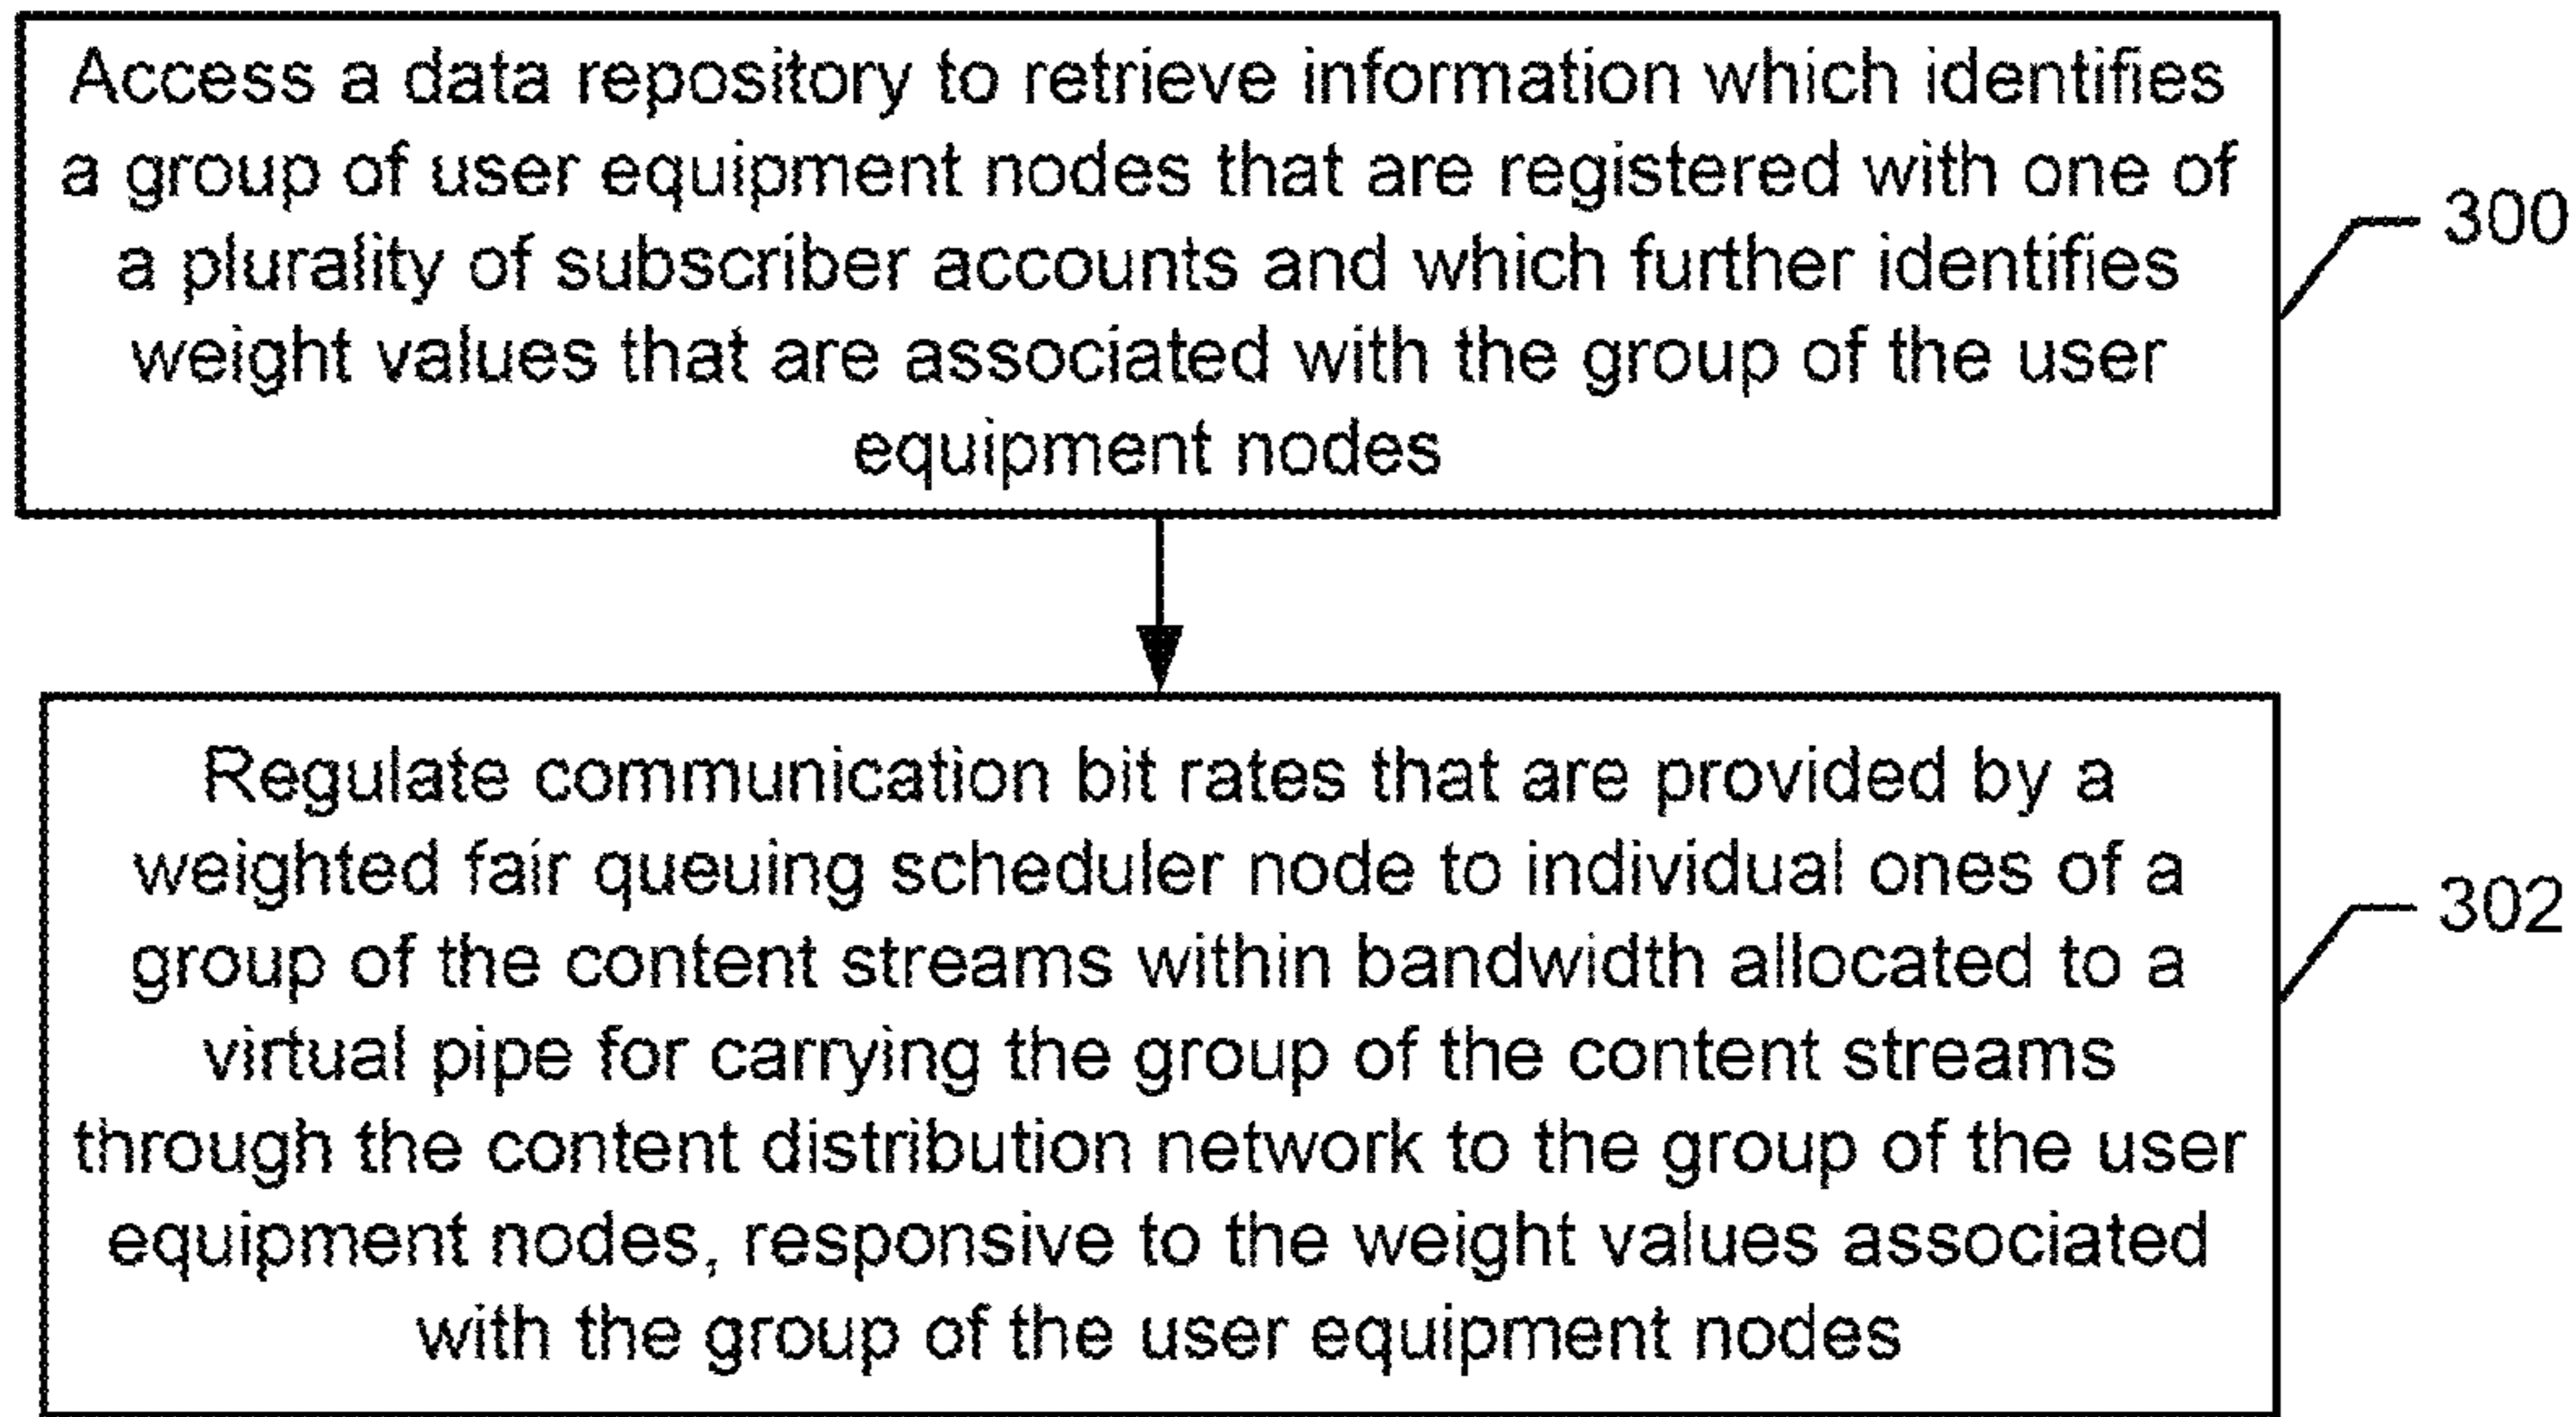 Access a data repository to retrieve information which identifies
a group of user equipment nodes that are registered with one of
a plurality of subscriber accounts and which further identifies
weight values that are associated with the group of the user
equipment nodes
300
Regulate communication bit rates that are provided by a
weighted fair queuing scheduler node to individual ones of a
group of the content streams within bandwidth allocated to a
virtual pipe for carrying the group of the content streams
through the content distribution network to the group of the user
equipment nodes, responsive to the weight values associated
with the group of the user equipment nodes
302